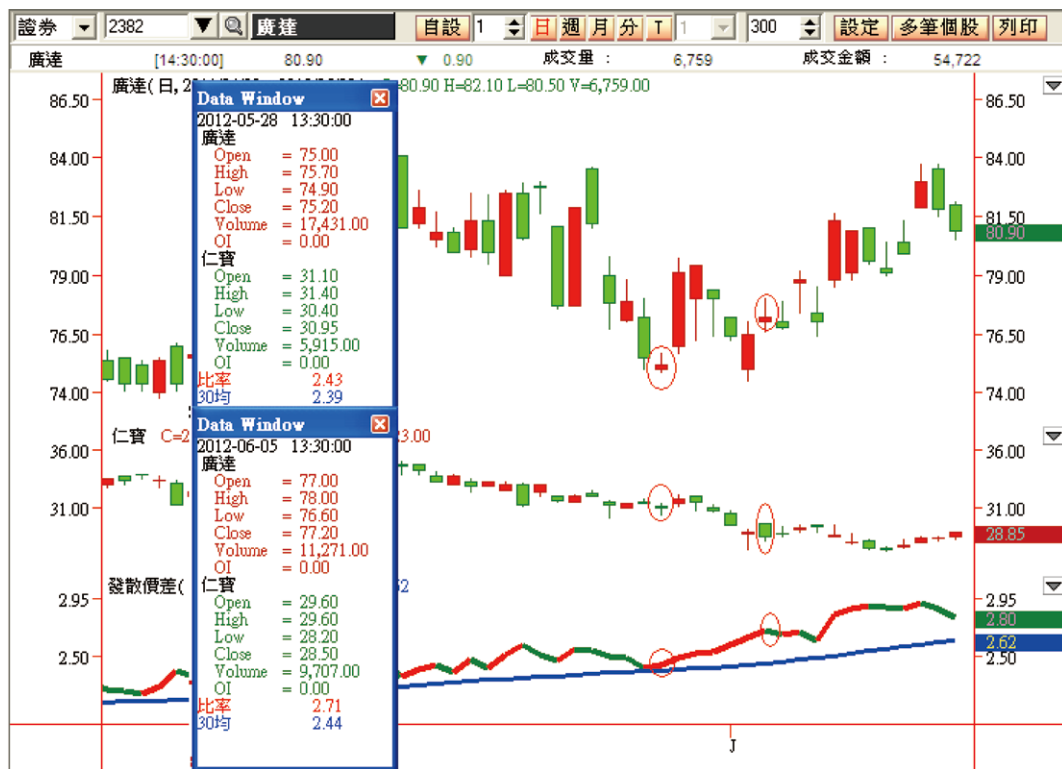 證券 2382 廣達 自設 1 日 週 月 分 T 1 300 設定 多筆個股 列印
廣達 [14:30:00] 80.90 ▼ 0.90 成交量 : 6,759 成交金額 : 54,722
廣達(日, 2 =80.90 H=82.10 L=80.50 V=6,759.00
86.50
84.00
81.50
79.00
76.50
74.00
Data Window
2012-05-28 13:30:00
廣達
Open = 75.00
High = 75.70
Low = 74.90
Close = 75.20
Volume = 17,431.00
OI = 0.00
仁寶
Open = 31.10
High = 31.40
Low = 30.40
Close = 30.95
Volume = 5,915.00
OI = 0.00
比率 2.43
30均 2.39
86.50
84.00
81.50
80.90
79.00
76.50
74.00
仁寶 C=2 3.00
36.00
31.00
Data Window
2012-06-05 13:30:00
廣達
Open = 77.00
High = 78.00
Low = 76.60
Close = 77.20
Volume = 11,271.00
OI = 0.00
仁寶
Open = 29.60
High = 29.60
Low = 28.20
Close = 28.50
Volume = 9,707.00
OI = 0.00
比率 2.71
30均 2.44
36.00
31.00
28.85
發散價差( 2
2.95
2.50
2.95
2.80
2.62
2.50
J